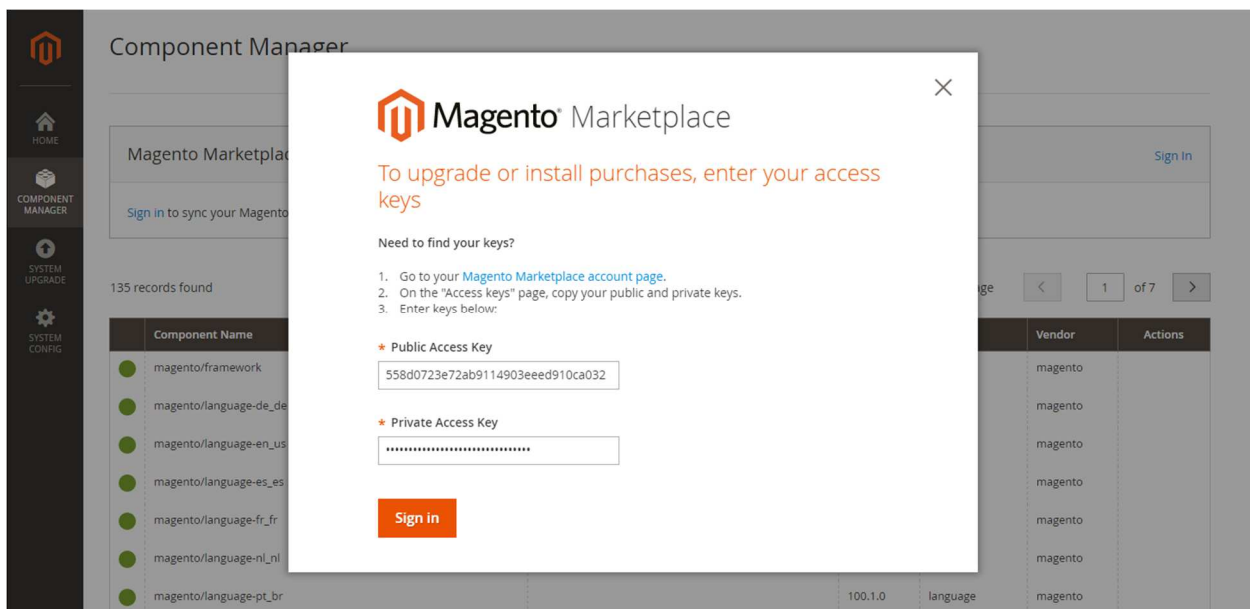 Component Manager
Magento® Marketplace
To upgrade or install purchases, enter your access
keys
Need to find your keys?
1. Go to your Magento Marketplace account page.
2. On the "Access keys" page, copy your public and private keys.
3. Enter keys below:
* Public Access Key
558d0723e72ab9114903eeed910ca032
* Private Access Key
••••••••••••••••••••••••••••••••
Sign in
HOME
COMPONENT
MANAGER
SYSTEM
UPGRADE
SYSTEM
CONFIG
Magento
Sign In
Sign in to sync your Magento
135 records found
1 of 7
Component Name Vendor Actions
magento/framework magento
magento/language-de_de magento
magento/language-en_us magento
magento/language-es_es magento
magento/language-fr_fr magento
magento/language-nl_nl magento
magento/language-pt_br 100.1.0 language magento